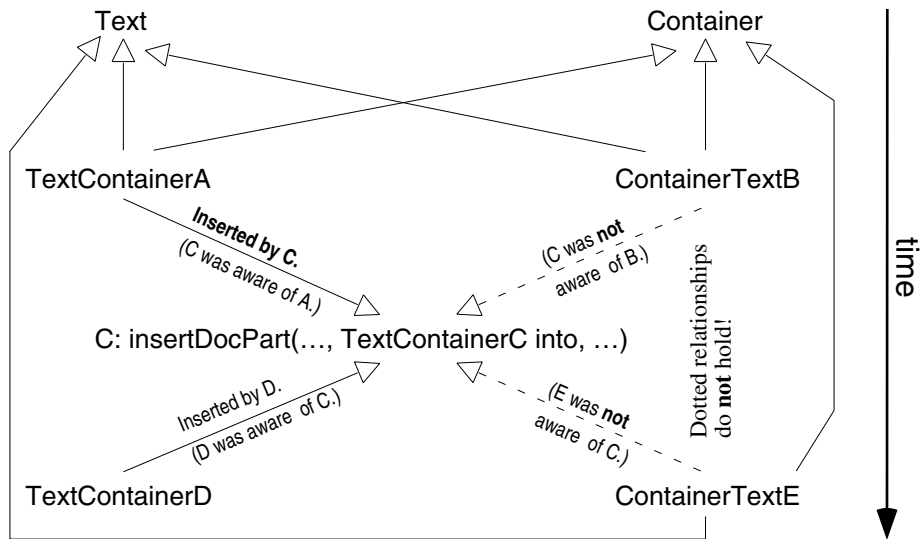 Text
Container
TextContainerA
ContainerTextB
Inserted by C.
(C was aware of A.)
(C was not
aware of B.)
time
Dotted relationships
do not hold!
C: insertDocPart(…, TextContainerC into, …)
Inserted by D.
(D was aware of C.)
(E was not
aware of C.)
TextContainerD
ContainerTextE